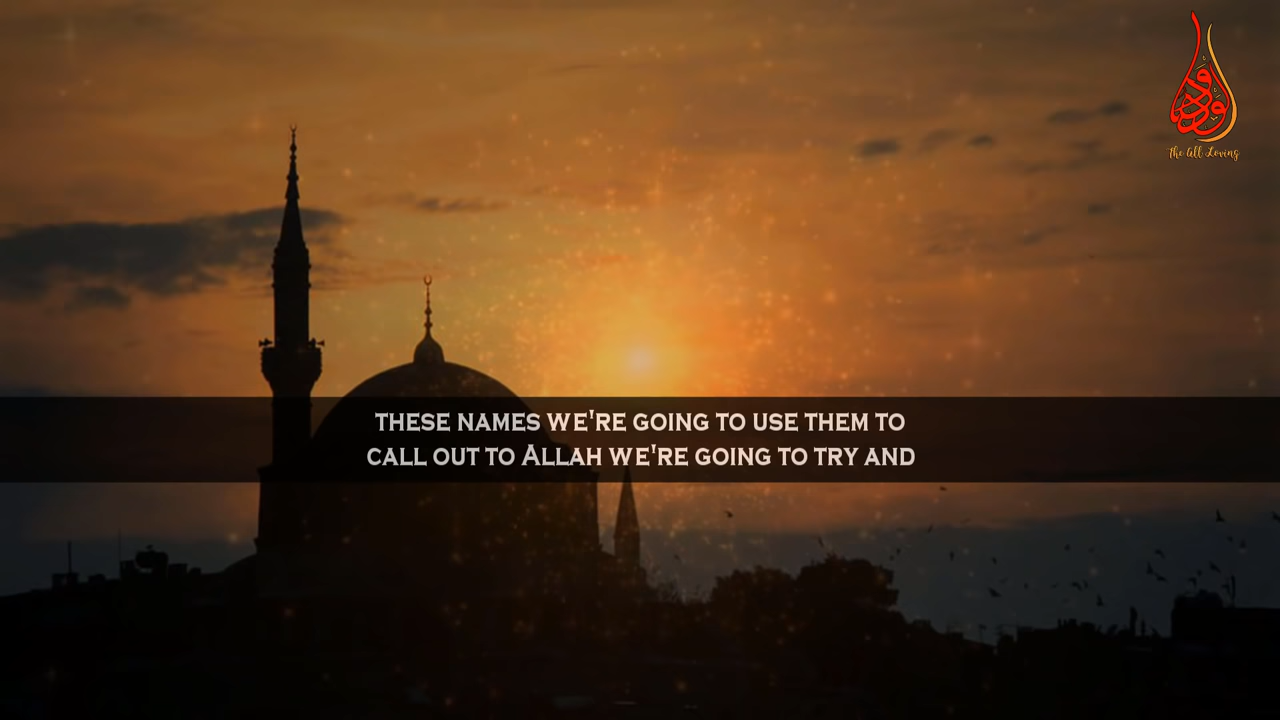 الودود
The All Loving
THESE NAMES WE'RE GOING TO USE THEM TO
CALL OUT TO ALLAH WE'RE GOING TO TRY AND